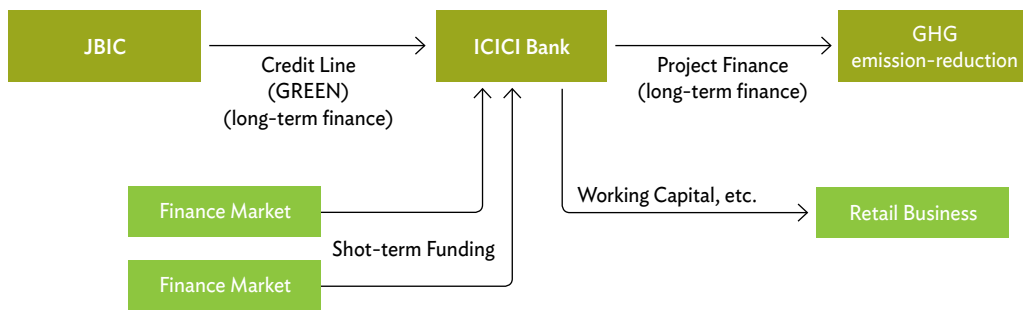 JBIC
Credit Line
(GREEN)
(long-term finance)
ICICI Bank
Project Finance
(long-term finance)
GHG
emission-reduction
Finance Market
Shot-term Funding
Finance Market
Working Capital, etc.
Retail Business